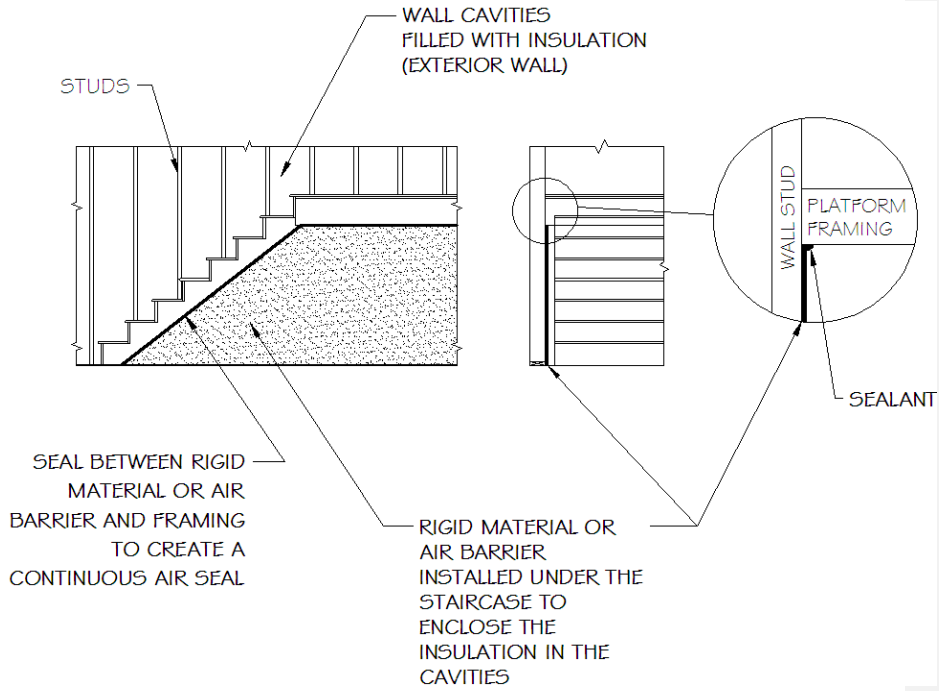 WALL CAVITIES
FILLED WITH INSULATION
(EXTERIOR WALL)
STUDS
WALL STUD
PLATFORM
FRAMING
SEALANT
SEAL BETWEEN RIGID
MATERIAL OR AIR
BARRIER AND FRAMING
TO CREATE A
CONTINUOUS AIR SEAL
RIGID MATERIAL OR
AIR BARRIER
INSTALLED UNDER THE
STAIRCASE TO
ENCLOSE THE
INSULATION IN THE
CAVITIES